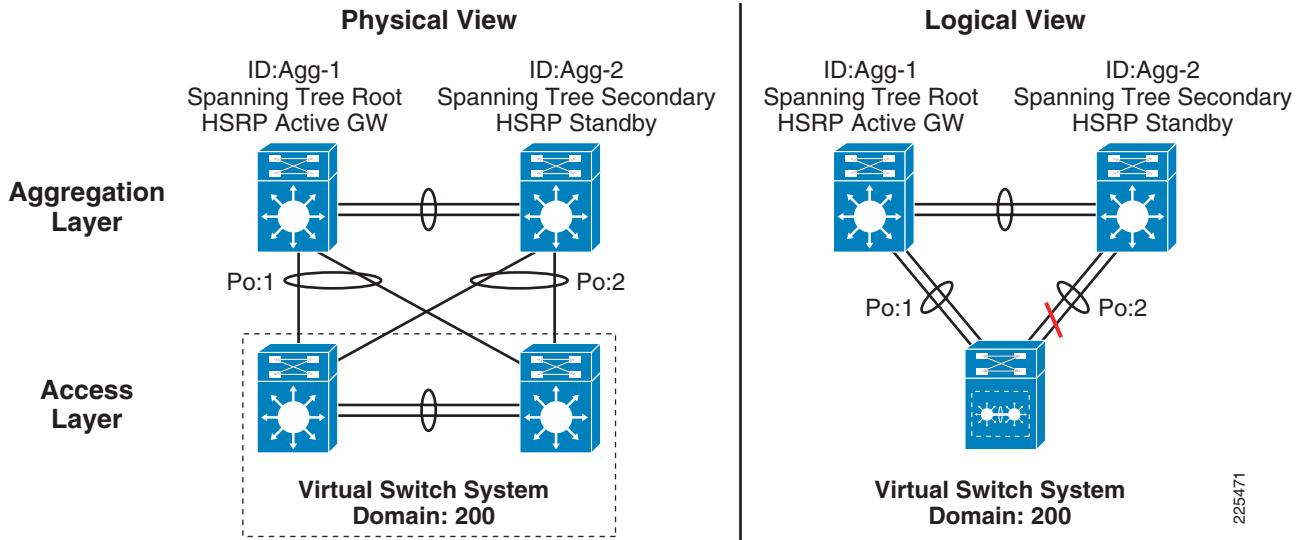 Physical View
ID:Agg-1
Spanning Tree Root
HSRP Active GW
ID:Agg-2
Spanning Tree Secondary
HSRP Standby
Aggregation
Layer
Po:1
Po:2
Access
Layer
Virtual Switch System
Domain: 200
Logical View
ID:Agg-1
Spanning Tree Root
HSRP Active GW
ID:Agg-2
Spanning Tree Secondary
HSRP Standby
Po:1
Po:2
Virtual Switch System
Domain: 200
225471